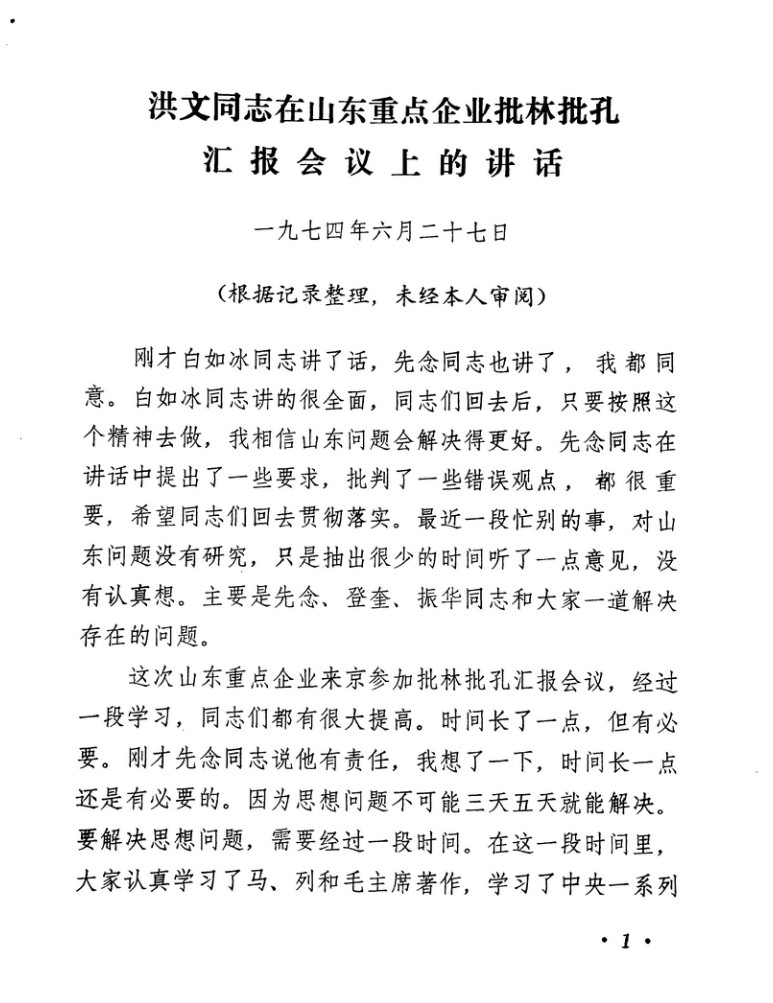 洪文同志在山东重点企业批林批孔
汇报会议上的讲话
一九七四年六月二十七日
（根据记录整理，未经本人审阅）
刚才白如冰同志讲了话，先念同志也讲了，我都同
意。白如冰同志讲的很全面，同志们回去后，只要按照这
个精神去做，我相信山东问题会解决得更好。先念同志在
讲话中提出了一些要求，批判了一些错误观点，都很重
要，希望同志们回去贯彻落实。最近一段忙别的事，对山
东问题没有研究，只是抽出很少的时间听了一点意见，没
有认真想。主要是先念、登奎、振华同志和大家一道解决
存在的问题。
这次山东重点企业来京参加批林批孔汇报会议，经过
一段学习，同志们都有很大提高。时间长了一点，但有必
要。刚才先念同志说他有责任，我想了一下，时间长一点
还是有必要的。因为思想问题不可能三天五天就能解决。
要解决思想问题，需要经过一段时间。在这一段时间里，
大家认真学习了马、列和毛主席著作，学习了中央一系列
· 1 ·